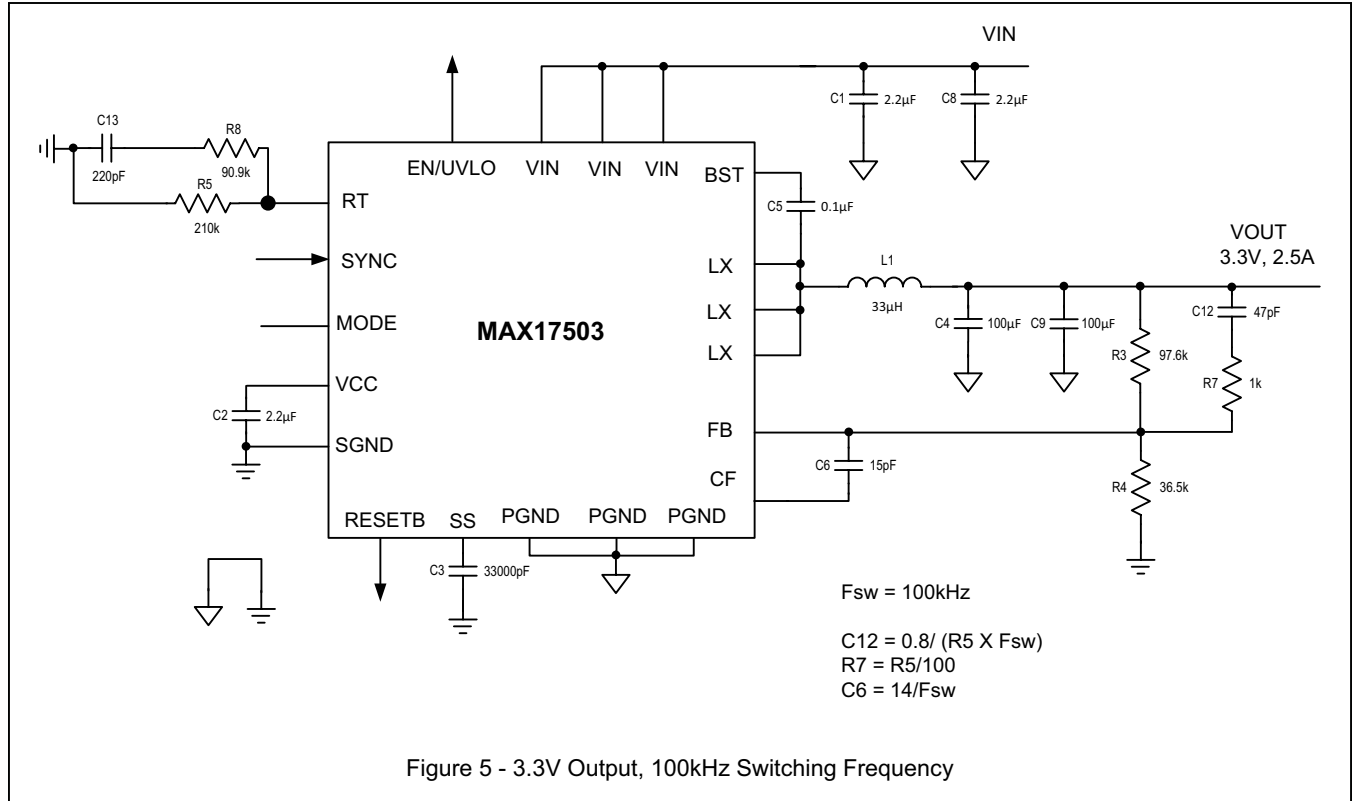 VIN
C1 2.2µF
C8 2.2µF
C13
220pF
R8
90.9k
R5
210k
EN/UVLO VIN VIN VIN
BST
RT
C5 0.1µF
SYNC
LX
L1
33µH
VOUT
3.3V, 2.5A
MODE
MAX17503
LX
LX
C4 100µF
C9 100µF
R3 97.6k
C12 47pF
R7 1k
VCC
C2 2.2µF
SGND
FB
C6 15pF
CF
R4 36.5k
RESETB SS PGND PGND PGND
C3 33000pF
Fsw = 100kHz
C12 = 0.8/ (R5 X Fsw)
R7 = R5/100
C6 = 14/Fsw
Figure 5 - 3.3V Output, 100kHz Switching Frequency